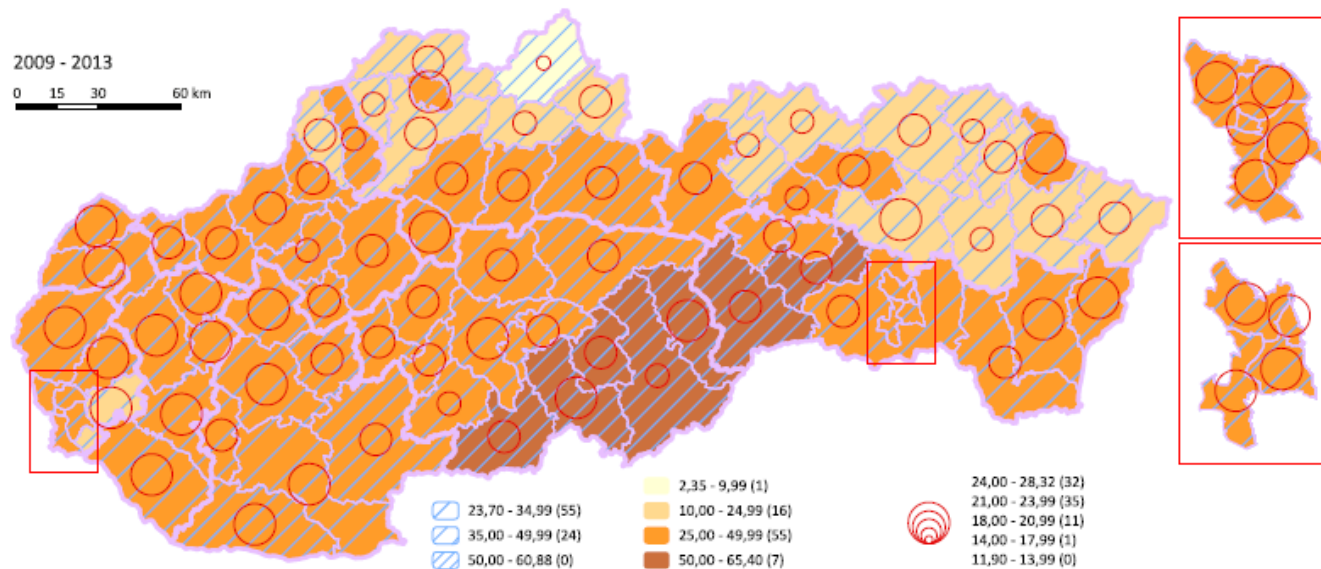 2009 - 2013
0 15 30 60 km
23,70 - 34,99 (55)
35,00 - 49,99 (24)
50,00 - 60,88 (0)
2,35 - 9,99 (1)
10,00 - 24,99 (16)
25,00 - 49,99 (55)
50,00 - 65,40 (7)
24,00 - 28,32 (32)
21,00 - 23,99 (35)
18,00 - 20,99 (11)
14,00 - 17,99 (1)
11,90 - 13,99 (0)